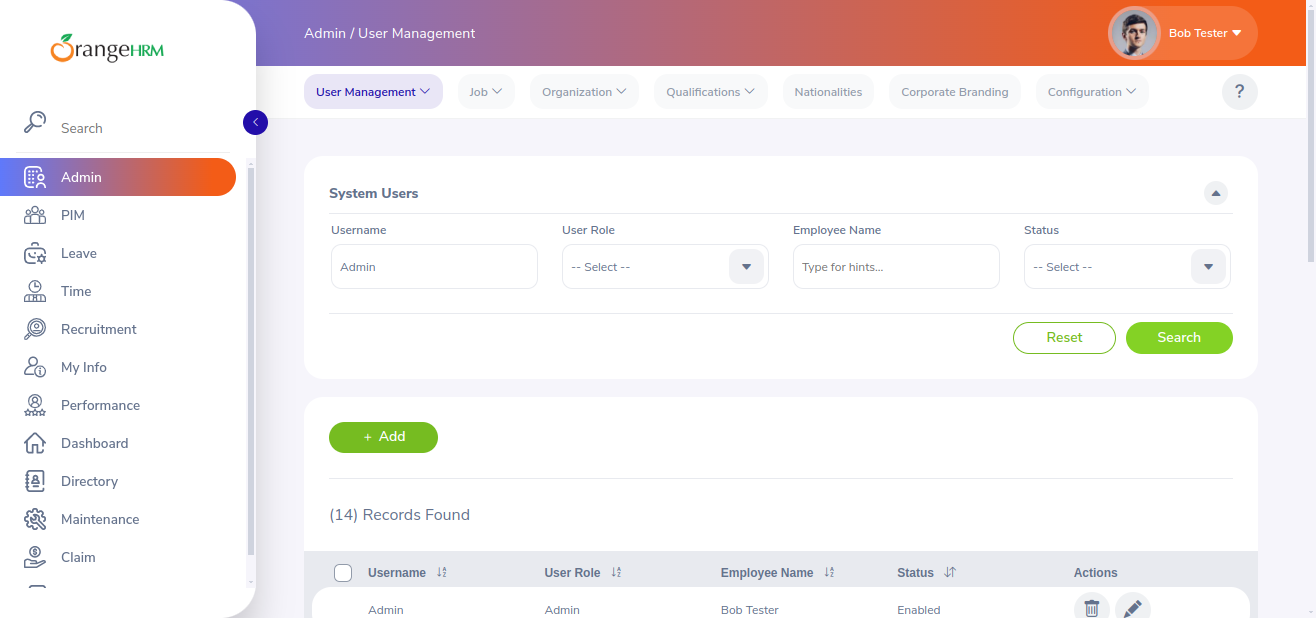 OrangeHRM
Admin / User Management
Bob Tester
User Management
Job
Organization
Qualifications
Nationalities
Corporate Branding
Configuration
?
Search
Admin
PIM
Leave
Time
Recruitment
My Info
Performance
Dashboard
Directory
Maintenance
Claim
System Users
Username
User Role
Employee Name
Status
Admin
-- Select --
Type for hints...
-- Select --
Reset
Search
+ Add
(14) Records Found
Username
User Role
Employee Name
Status
Actions
Admin
Admin
Bob Tester
Enabled